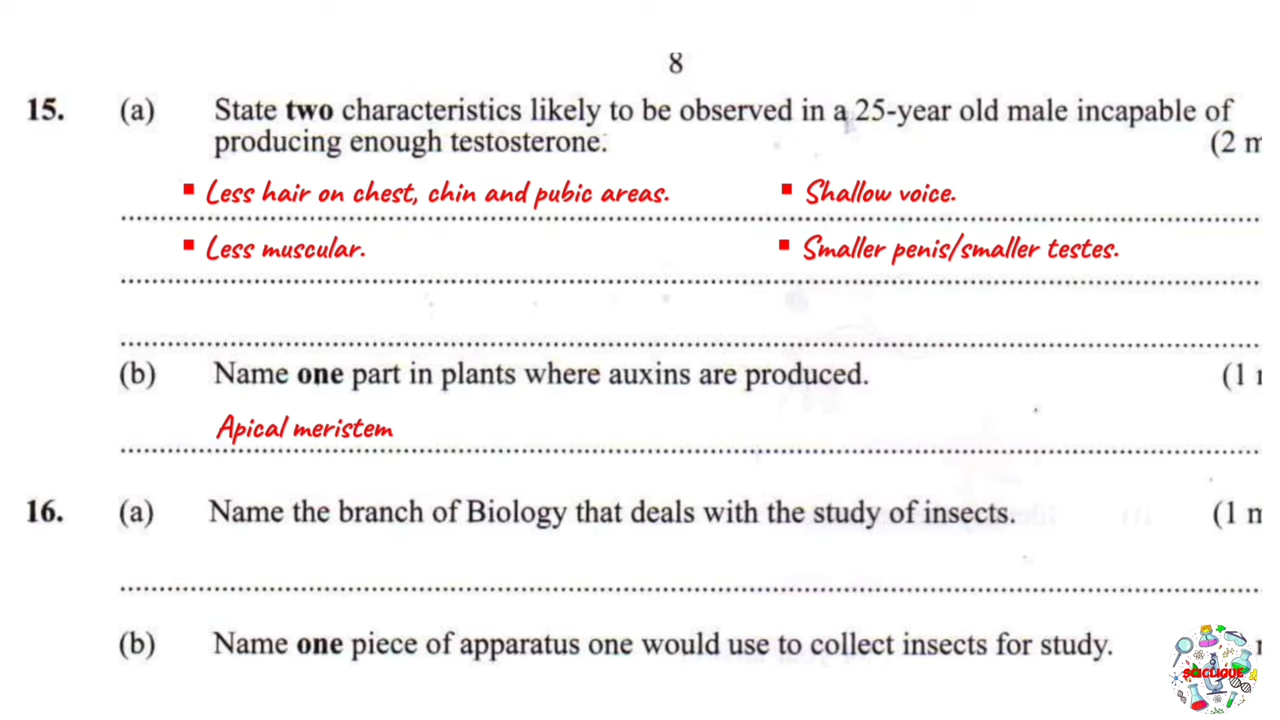 8
15. (a) State two characteristics likely to be observed in a 25-year old male incapable of
producing enough testosterone. (2 m
▪ Less hair on chest, chin and pubic areas. ▪ Shallow voice.
▪ Less muscular. ▪ Smaller penis/smaller testes.
(b) Name one part in plants where auxins are produced. (1 m
Apical meristem
16. (a) Name the branch of Biology that deals with the study of insects. (1 m
(b) Name one piece of apparatus one would use to collect insects for study.
SCICLIQUE